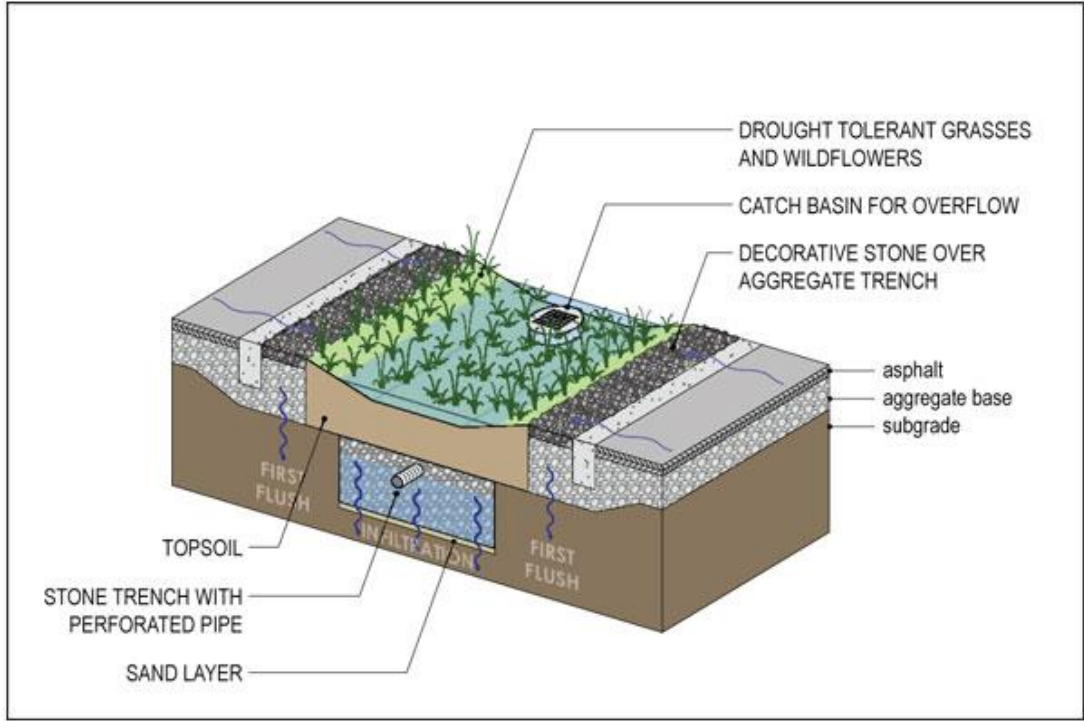 DROUGHT TOLERANT GRASSES
AND WILDFLOWERS
CATCH BASIN FOR OVERFLOW
DECORATIVE STONE OVER
AGGREGATE TRENCH
asphalt
aggregate base
subgrade
FIRST
FLUSH
INFILTRATION
FIRST
FLUSH
TOPSOIL
STONE TRENCH WITH
PERFORATED PIPE
SAND LAYER